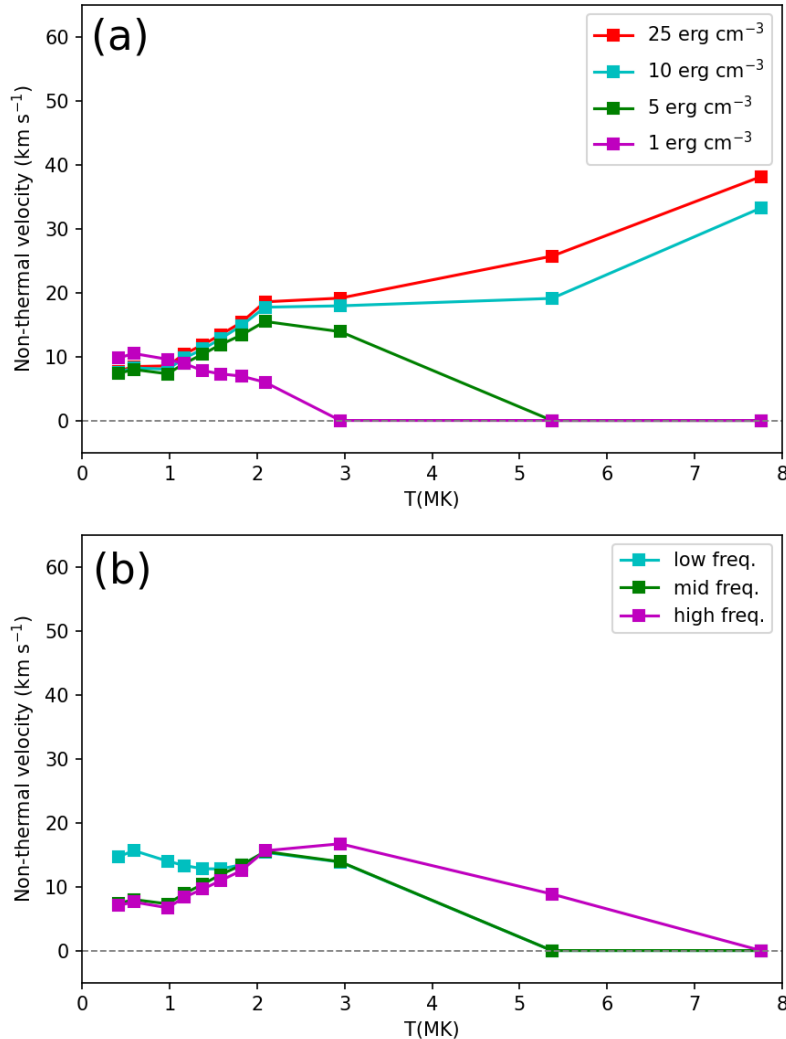 (a)
25 erg cm⁻³
10 erg cm⁻³
5 erg cm⁻³
1 erg cm⁻³
Non-thermal velocity (km s⁻¹)
60
50
40
30
20
10
0
0 1 2 3 4 5 6 7 8
T(MK)
(b)
low freq.
mid freq.
high freq.
Non-thermal velocity (km s⁻¹)
60
50
40
30
20
10
0
0 1 2 3 4 5 6 7 8
T(MK)